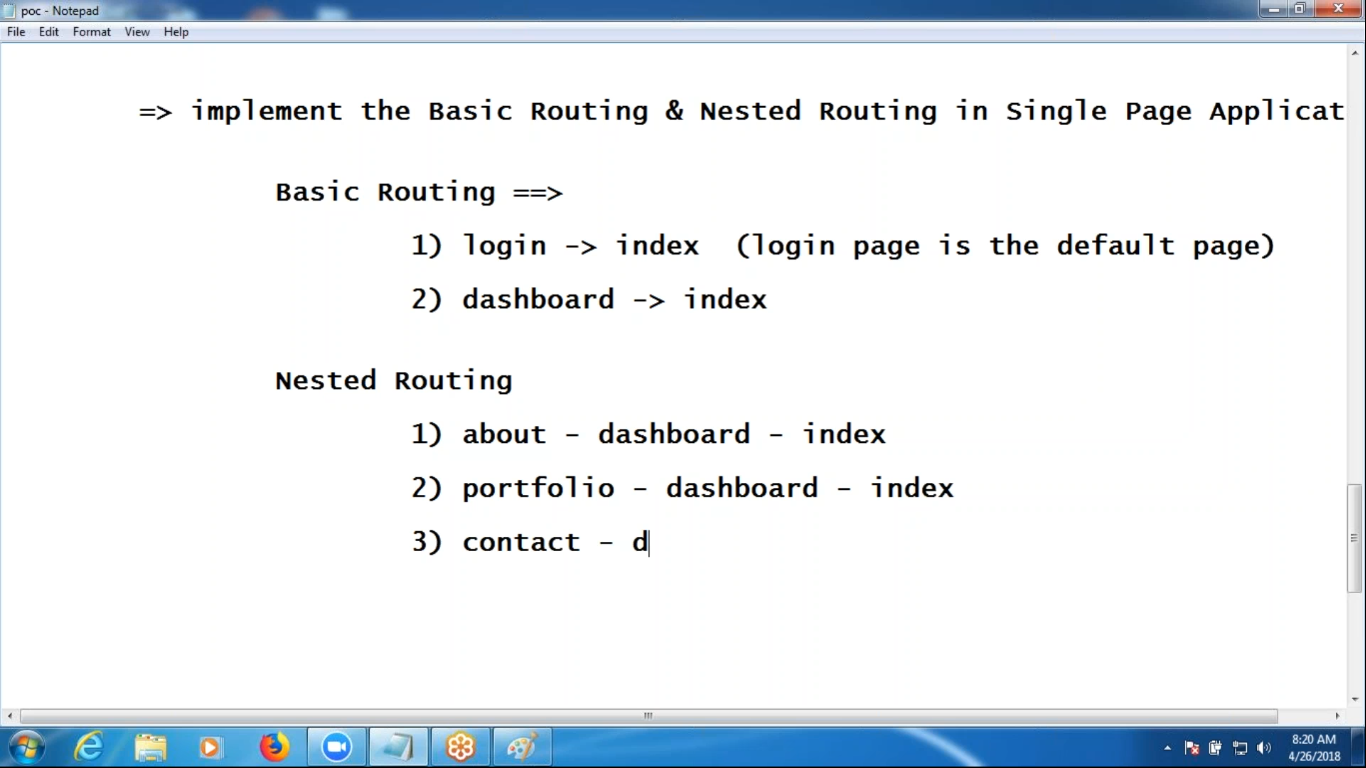 poc - Notepad
File Edit Format View Help
=> implement the Basic Routing & Nested Routing in Single Page Applicat
Basic Routing ==>
1) login -> index (login page is the default page)
2) dashboard -> index
Nested Routing
1) about - dashboard - index
2) portfolio - dashboard - index
3) contact - d
8:20 AM
4/26/2018